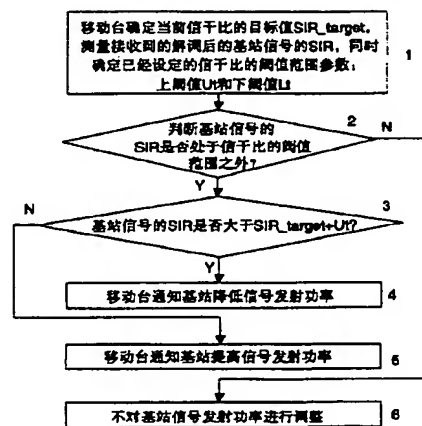 移动台确定当前信干比的目标值SIR_target,
测量接收回的解调后的基站信号的SIR,同时
确定已经设定的信干比的阈值范围参数:
上阈值Ut和下阈值Lt
1
2
N
判断基站信号的
SIR是否处于信干比的阈值
范围之外?
Y
N
3
基站信号的SIR是否大于SIR_target+Ut?
Y
移动台通知基站降低信号发射功率
4
移动台通知基站提高信号发射功率
5
不对基站信号发射功率进行调整
6